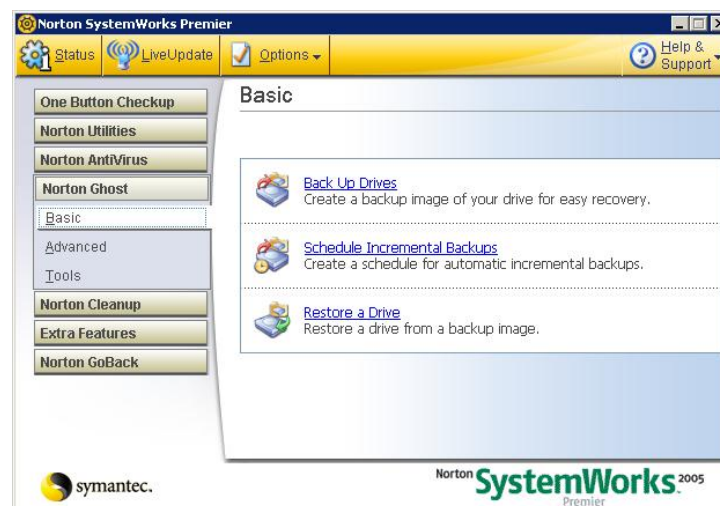 Norton SystemWorks Premier
Status
LiveUpdate
Options
Help & Support
One Button Checkup
Norton Utilities
Norton AntiVirus
Norton Ghost
Basic
Advanced
Tools
Norton Cleanup
Extra Features
Norton GoBack
Basic
Back Up Drives
Create a backup image of your drive for easy recovery.
Schedule Incremental Backups
Create a schedule for automatic incremental backups.
Restore a Drive
Restore a drive from a backup image.
symantec.
Norton SystemWorks 2005
Premier